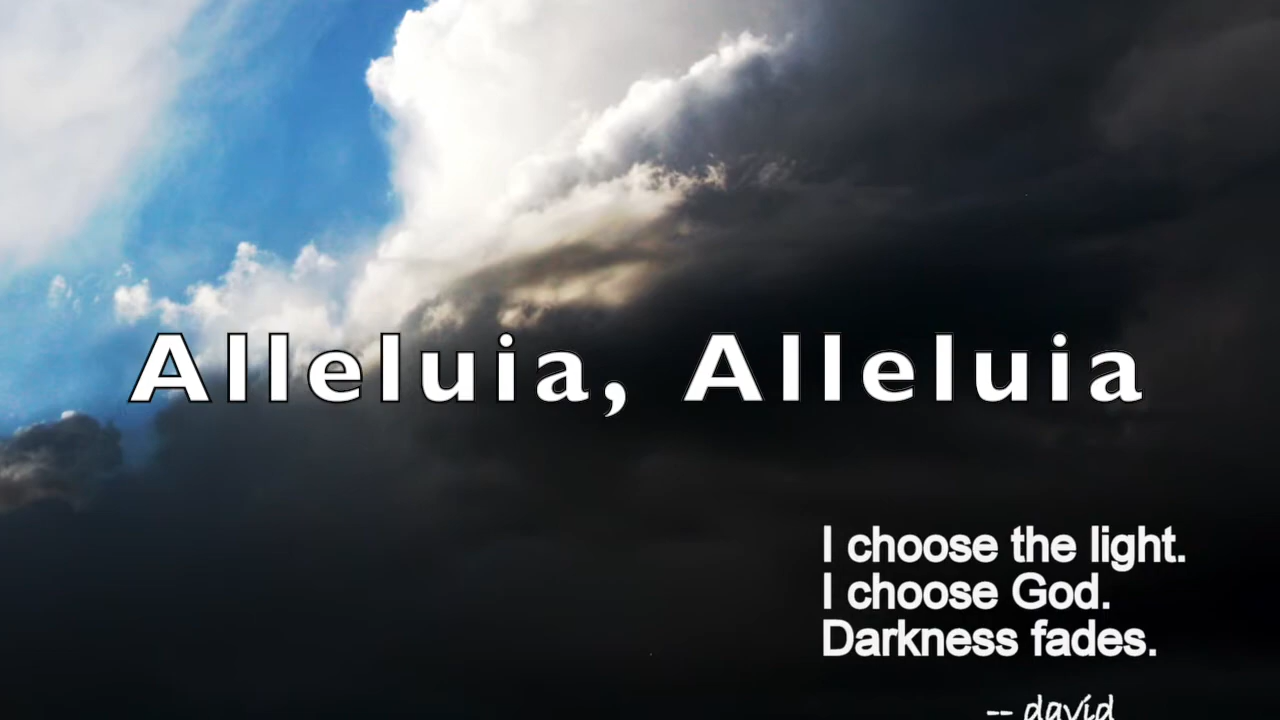 Alleluia, Alleluia
I choose the light.
I choose God.
Darkness fades.
-- david